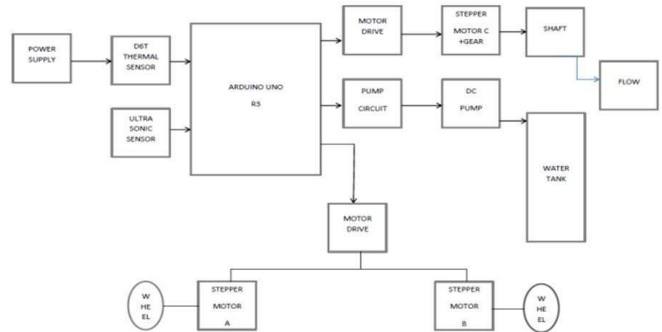 POWER
SUPPLY
D6T
THERMAL
SENSOR
ULTRA
SONIC
SENSOR
ARDUINO UNO
R3
MOTOR
DRIVE
STEPPER
MOTOR C
+GEAR
SHAFT
FLOW
PUMP
CIRCUIT
DC
PUMP
WATER
TANK
MOTOR
DRIVE
W
HE
EL
STEPPER
MOTOR
A
STEPPER
MOTOR
B
W
HE
EL